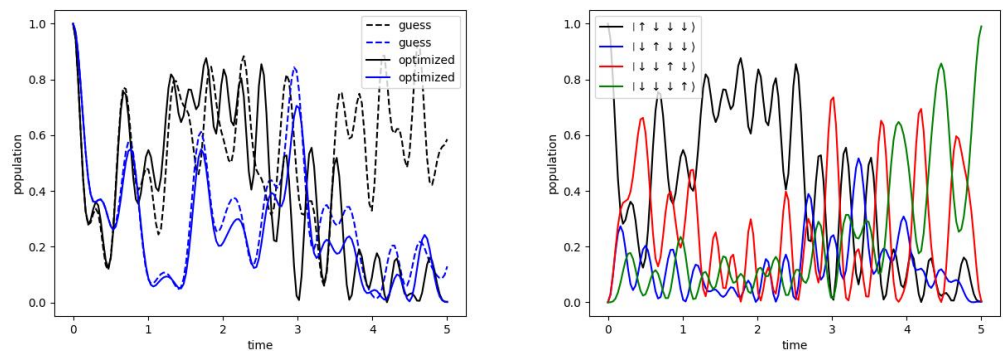 1.0
0.8
0.6
0.4
0.2
0.0
population
0
1
2
3
4
5
time
guess
guess
optimized
optimized
1.0
0.8
0.6
0.4
0.2
0.0
population
0
1
2
3
4
5
time
|↑ ↓ ↓ ↓⟩
|↓ ↑ ↓ ↓⟩
|↓ ↓ ↑ ↓⟩
|↓ ↓ ↓ ↑⟩